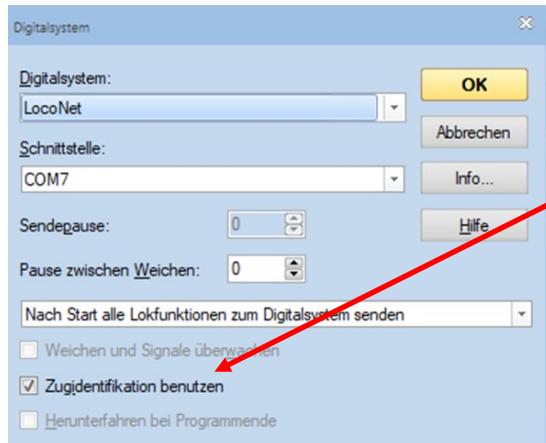 Digitalsystem
Digitalsystem:
LocoNet
OK
Abbrechen
Schnittstelle:
COM7
Info...
Sendepause:
0
Hilfe
Pause zwischen Weichen:
0
Nach Start alle Lokfunktionen zum Digitalsystem senden
Weichen und Signale überwachen
Zugidentifikation benutzen
Herunterfahren bei Programmende